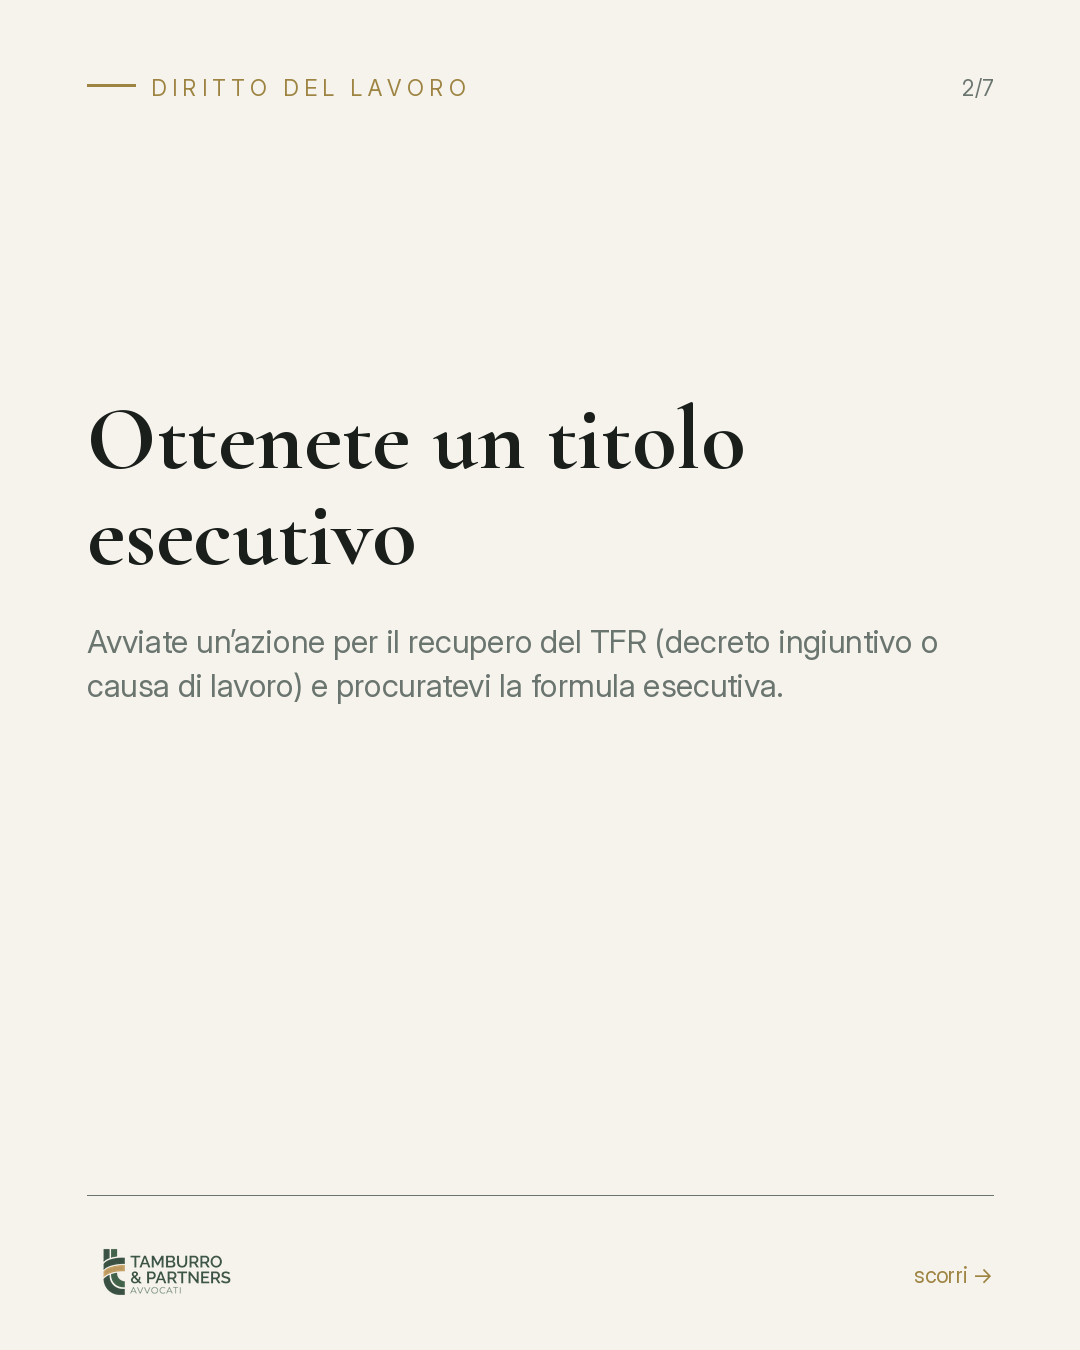 DIRITTO DEL LAVORO
2/7
Ottenete un titolo
esecutivo
Avviate un’azione per il recupero del TFR (decreto ingiuntivo o
causa di lavoro) e procuratevi la formula esecutiva.
TAMBURRO
& PARTNERS
AVVOCATI
scorri →